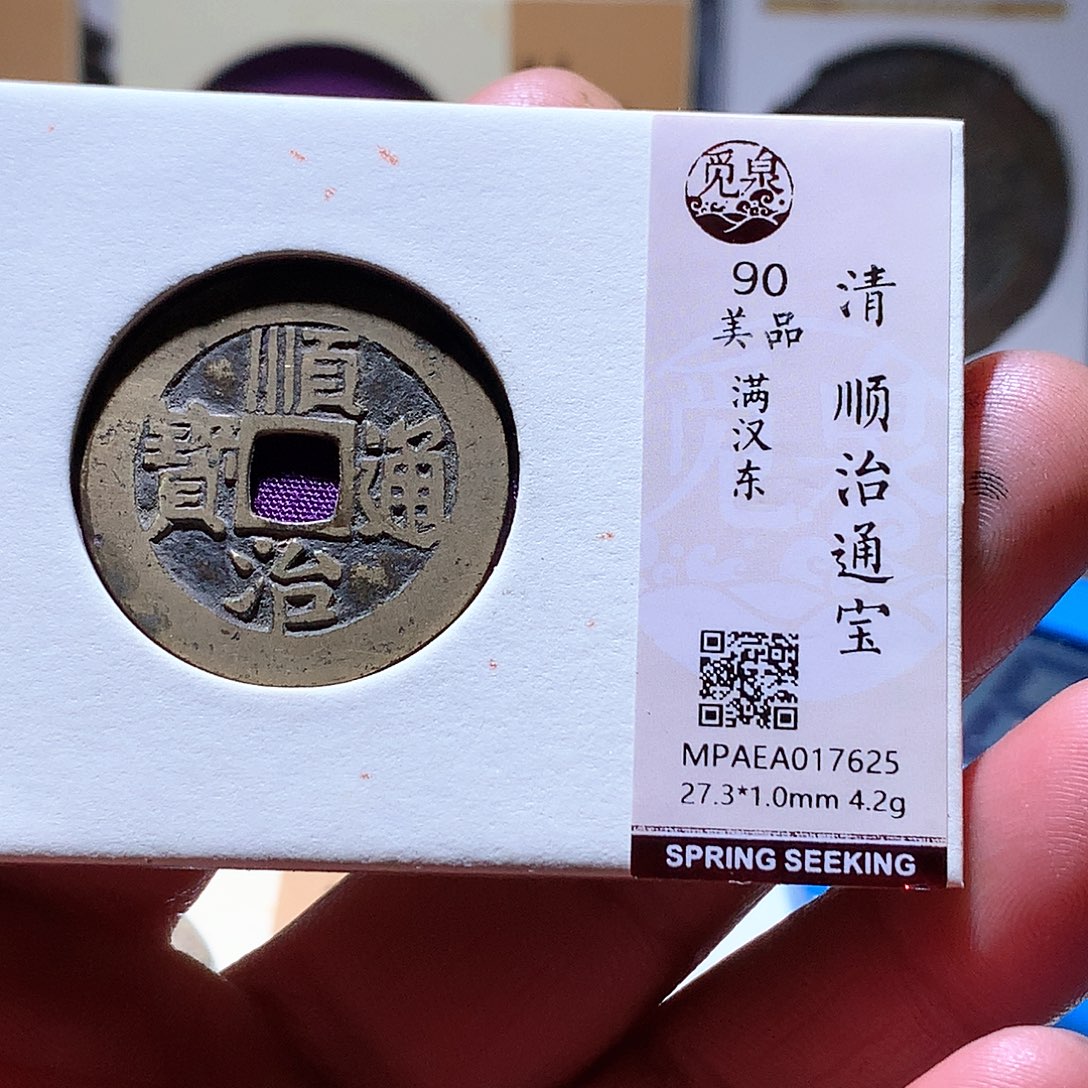 順治通寳
觅泉
90
美品
满汉东
清 顺治通宝
MPAEA017625
27.3*1.0mm 4.2g
SPRING SEEKING